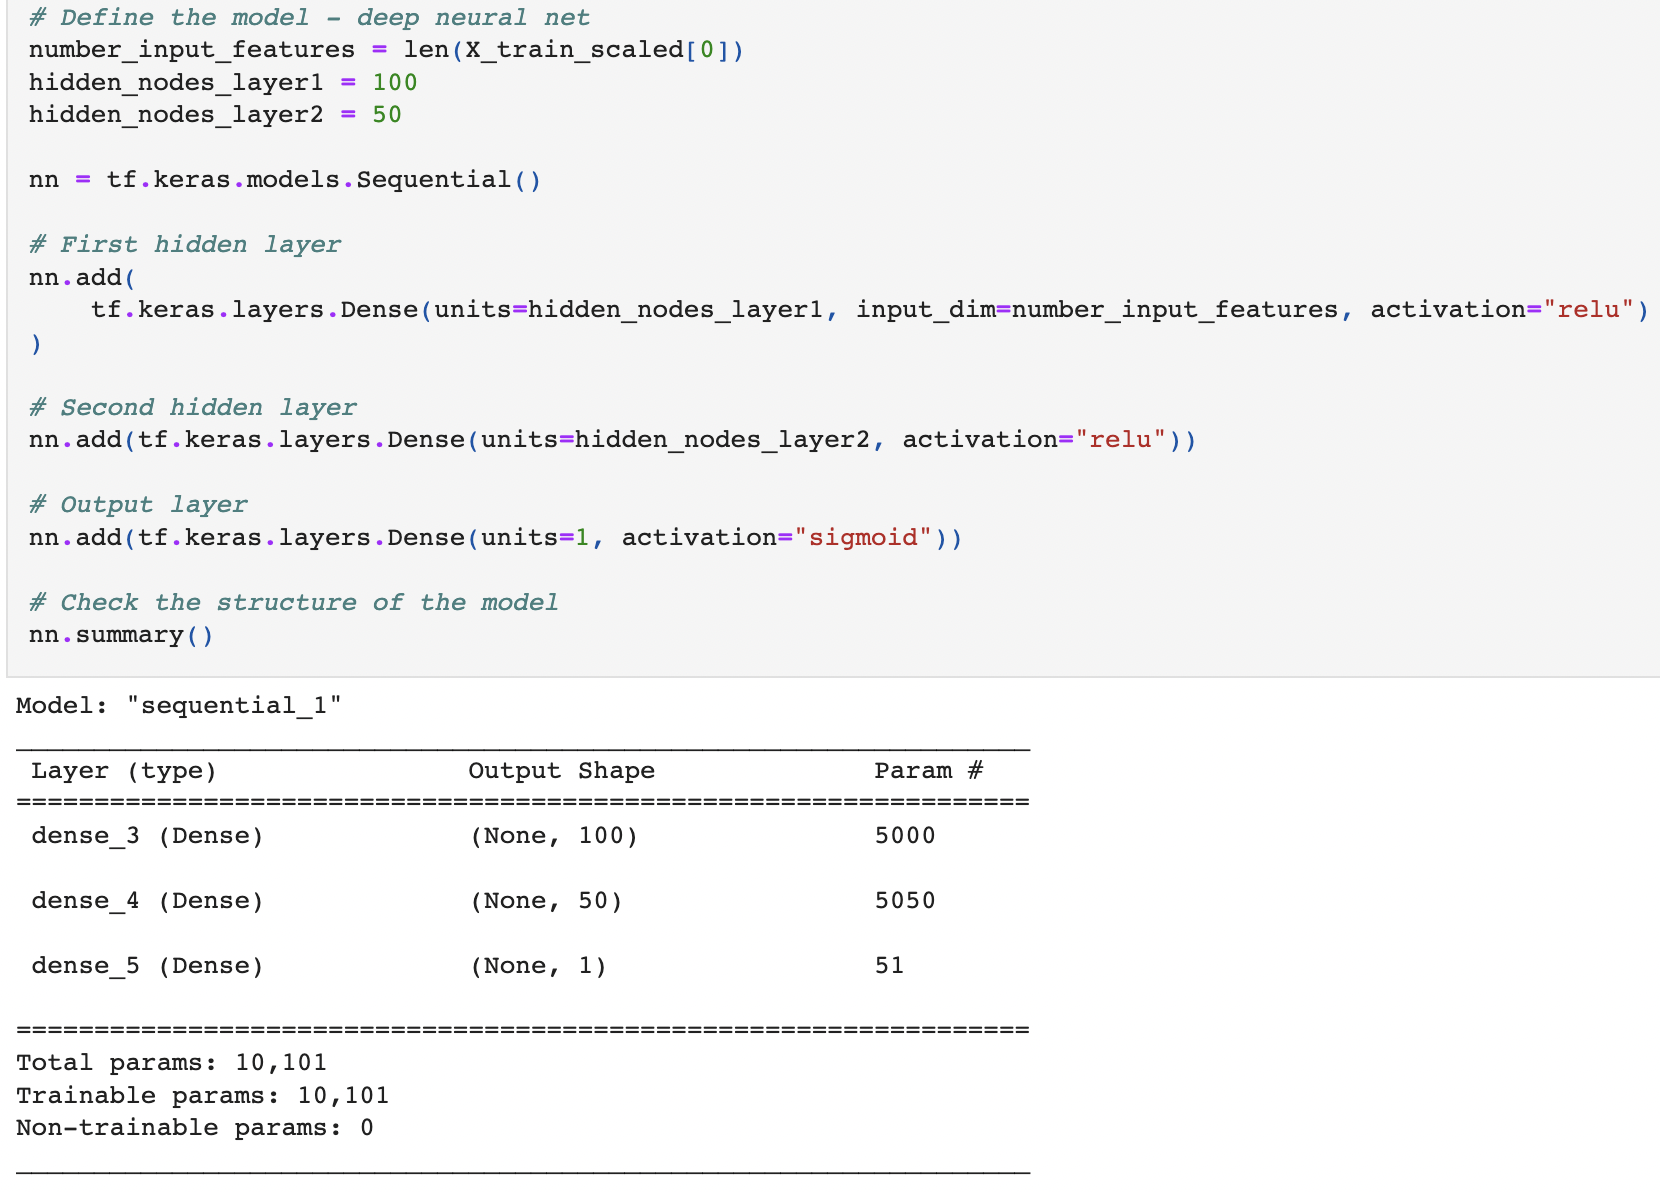 # Define the model - deep neural net
number_input_features = len(X_train_scaled[0])
hidden_nodes_layer1 = 100
hidden_nodes_layer2 = 50
nn = tf.keras.models.Sequential()
# First hidden layer
nn.add(
    tf.keras.layers.Dense(units=hidden_nodes_layer1, input_dim=number_input_features, activation="relu")
)
# Second hidden layer
nn.add(tf.keras.layers.Dense(units=hidden_nodes_layer2, activation="relu"))
# Output layer
nn.add(tf.keras.layers.Dense(units=1, activation="sigmoid"))
# Check the structure of the model
nn.summary()
Model: "sequential_1"
_________________________________________________________________
 Layer (type)                Output Shape              Param #
=================================================================
 dense_3 (Dense)             (None, 100)               5000
 dense_4 (Dense)             (None, 50)                5050
 dense_5 (Dense)             (None, 1)                 51
=================================================================
Total params: 10,101
Trainable params: 10,101
Non-trainable params: 0
_________________________________________________________________